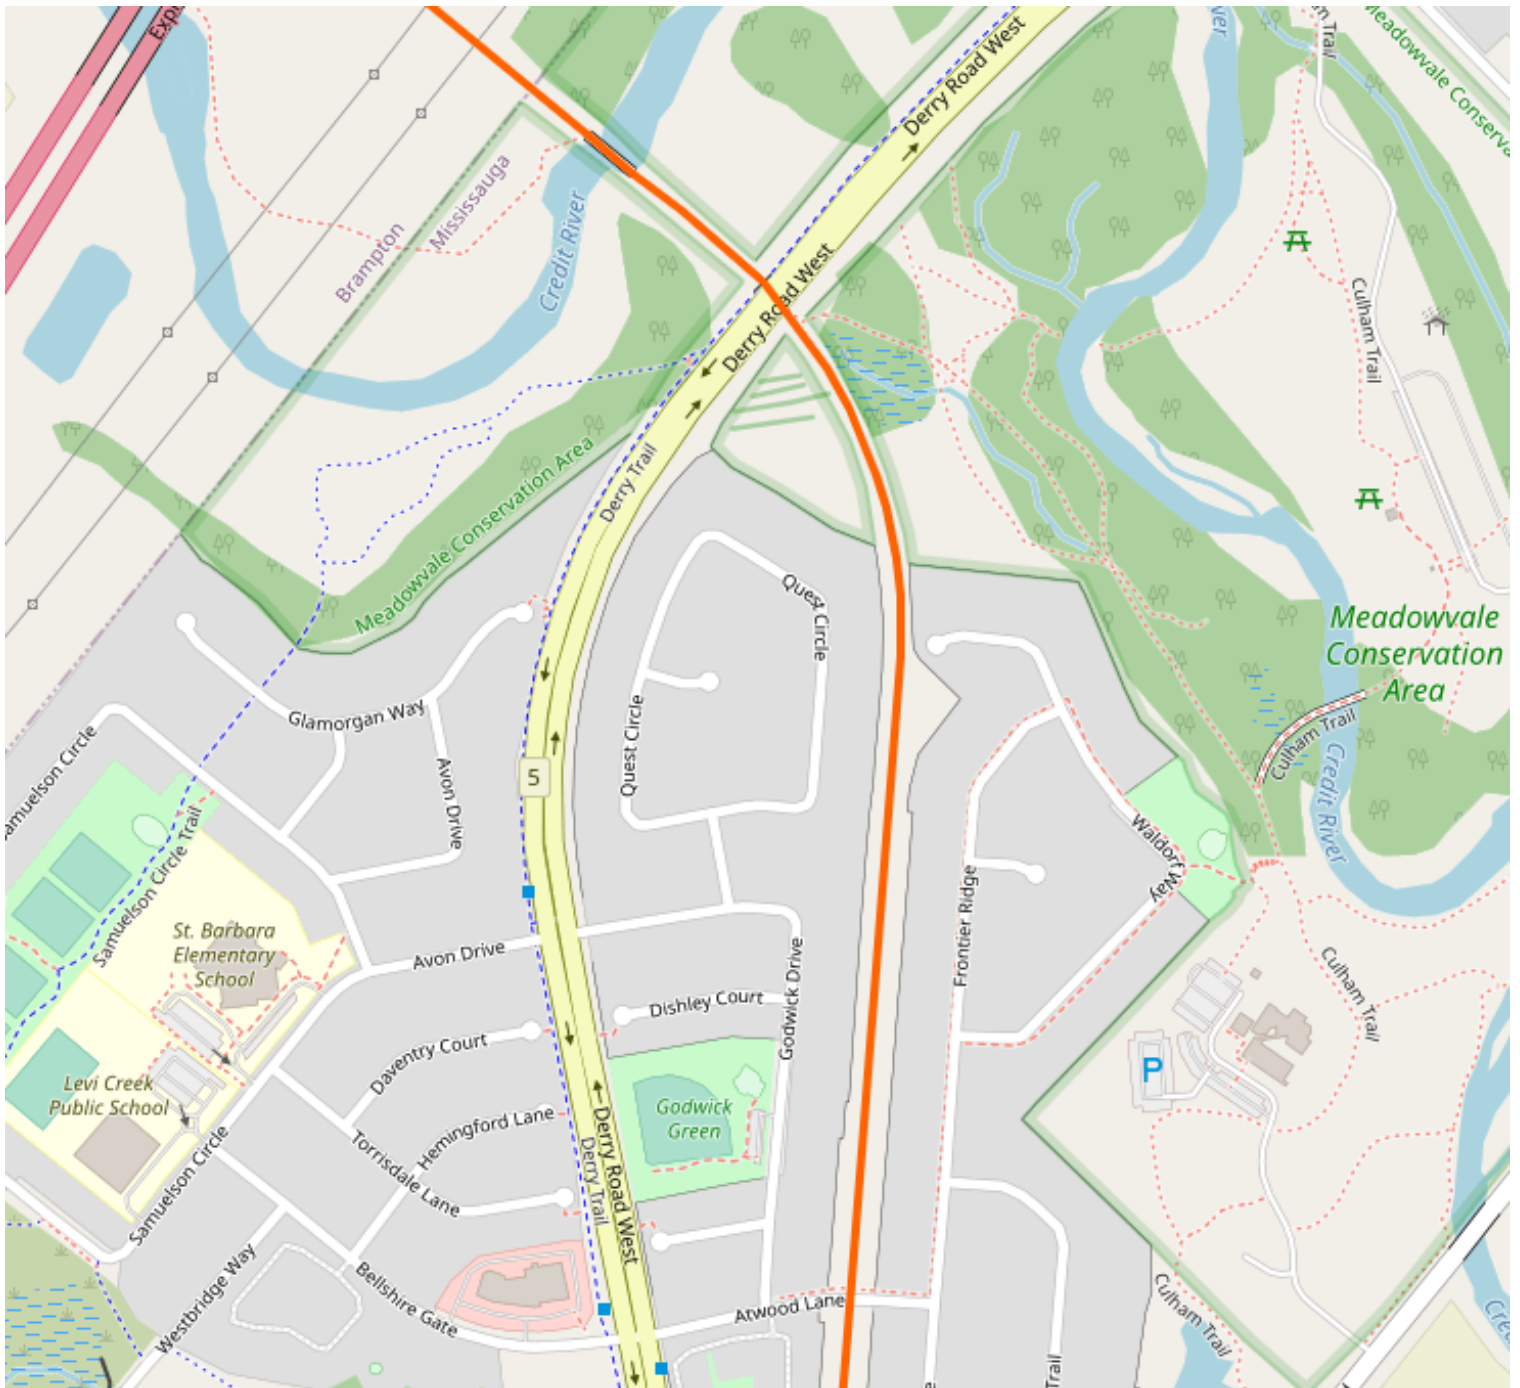 Derry Road West
Meadowvale
Mississauga
Brampton
Credit River
Derry Road West
Derry Road West
Culham Trail
Derry Trail
Meadowvale Conservation Area
Quest Circle
Meadowvale
Conservation
Area
Glamorgan Way
Quest Circle
Avon Drive
Culham Trail
Credit River
5
Samuelson Circle Trail
Waldorf
Way
Frontier Ridge
St. Barbara
Elementary
School
Avon Drive
Culham Trail
Dishley Court
Godwick Drive
Daventry Court
Levi Creek
Public School
P
Godwick
Green
Hemingford Lane
Torrisdale Lane
Derry Road West
Derry Trail
Samuelson Circle
Westbridge Way
Bellshire Gate
Atwood Lane
Culham Trail
Trail